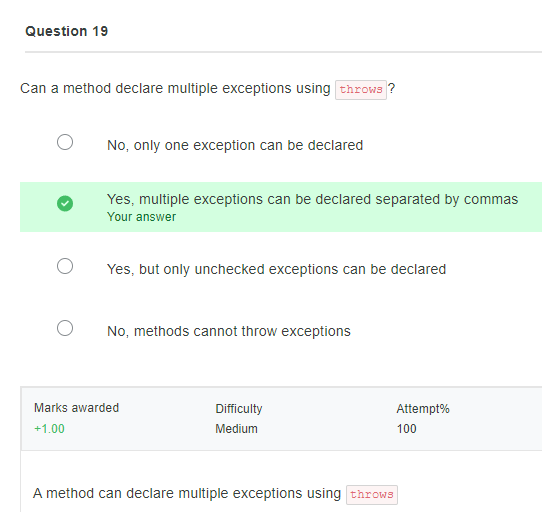 Question 19
Can a method declare multiple exceptions using throws?
No, only one exception can be declared
Yes, multiple exceptions can be declared separated by commas
Your answer
Yes, but only unchecked exceptions can be declared
No, methods cannot throw exceptions
Marks awarded Difficulty Attempt%
+1.00 Medium 100
A method can declare multiple exceptions using throws